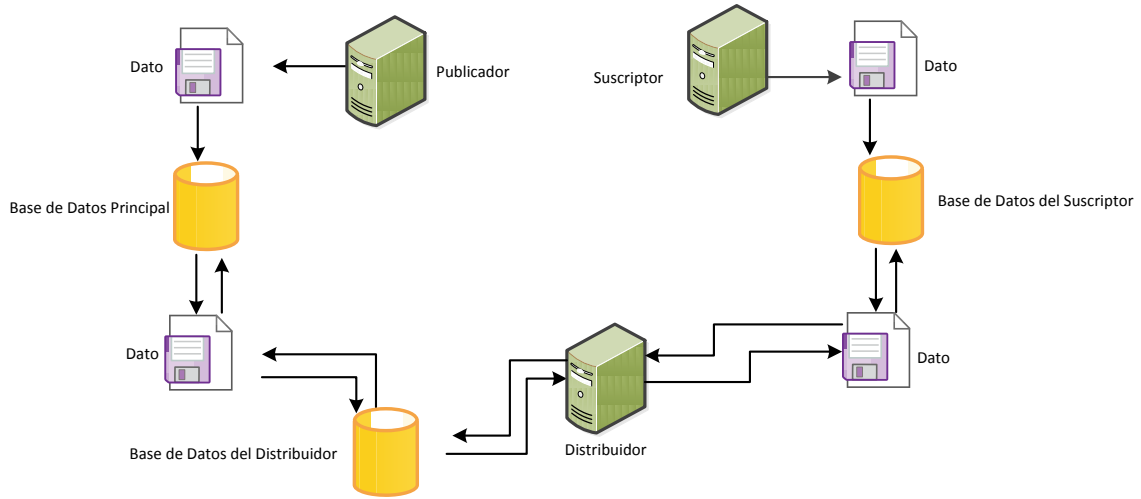 Dato
Publicador
Suscriptor
Dato
Base de Datos Principal
Base de Datos del Suscriptor
Dato
Dato
Base de Datos del Distribuidor
Distribuidor